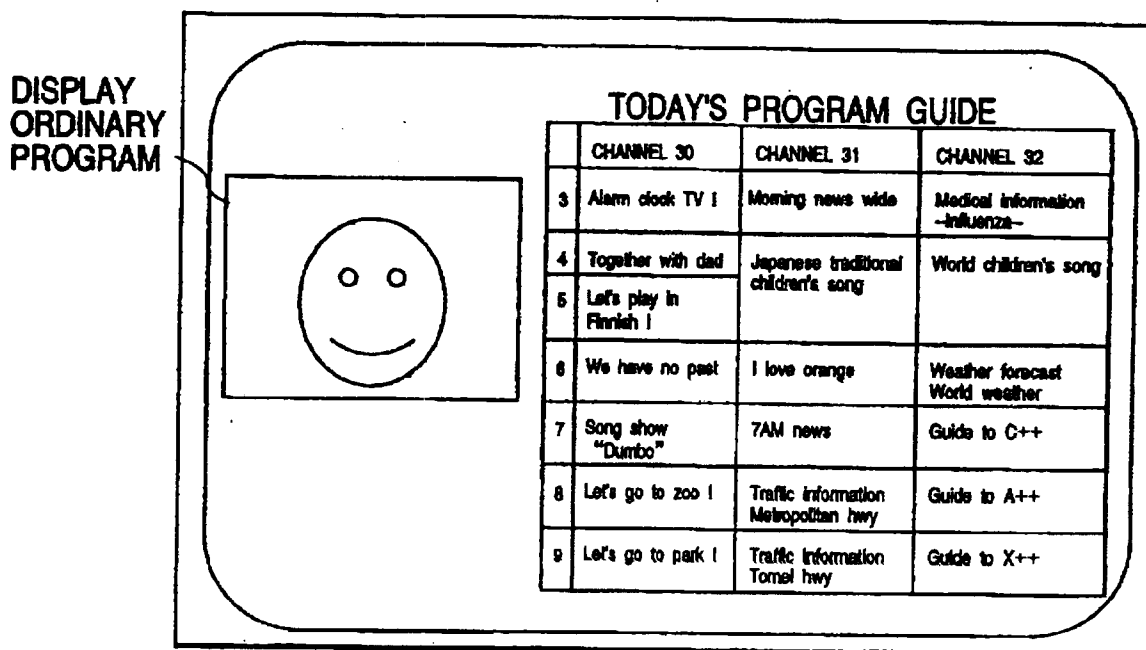 DISPLAY
ORDINARY
PROGRAM
TODAY'S PROGRAM GUIDE
CHANNEL 30 CHANNEL 31 CHANNEL 32
3 Alarm clock TV ! Morning news wide Medical information
–Influenza–
4 Together with dad Japanese traditional World children's song
children's song
5 Let's play in
Finnish !
6 We have no past I love orange Weather forecast
World weather
7 Song show 7AM news Guide to C++
"Dumbo"
8 Let's go to zoo ! Traffic information Guide to A++
Metropolitan hwy
9 Let's go to park ! Traffic information Guide to X++
Tomei hwy